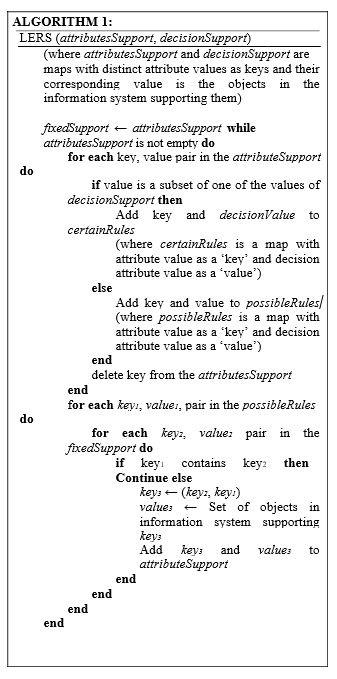 ALGORITHM 1:
LERS (attributesSupport, decisionSupport)
(where attributesSupport and decisionSupport are
maps with distinct attribute values as keys and their
corresponding value is the objects in the
information system supporting them)
fixedSupport ← attributesSupport while
attributesSupport is not empty do
for each key, value pair in the attributeSupport
do
if value is a subset of one of the values of
decisionSupport then
Add key and decisionValue to
certainRules
(where certainRules is a map with
attribute value as a ‘key’ and decision
attribute value as a ‘value’)
else
Add key and value to possibleRules/
(where possibleRules is a map with
attribute value as a ‘key’ and decision
attribute value as a ‘value’)
end
delete key from the attributesSupport
end
for each key₁, value₁, pair in the possibleRules
do
for each key₂, value₂ pair in the
fixedSupport do
if key₁ contains key₂ then
Continue else
key₃ ← (key₂, key₁)
value₃ ← Set of objects in
information system supporting
key₃
Add key₃ and value₃ to
attributeSupport
end
end
end
end